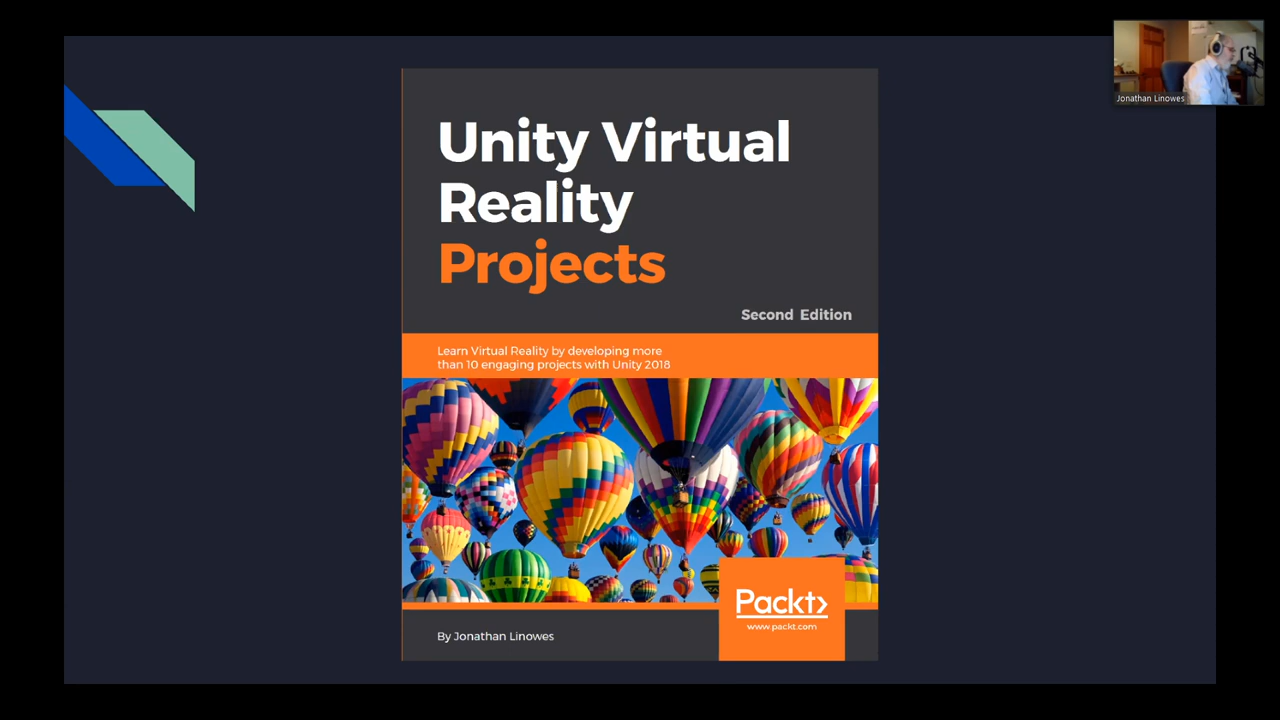 Unity Virtual
Reality
Projects
Second Edition
Learn Virtual Reality by developing more
than 10 engaging projects with Unity 2018
Packt>
www.packt.com
By Jonathan Linowes
Jonathan Linowes